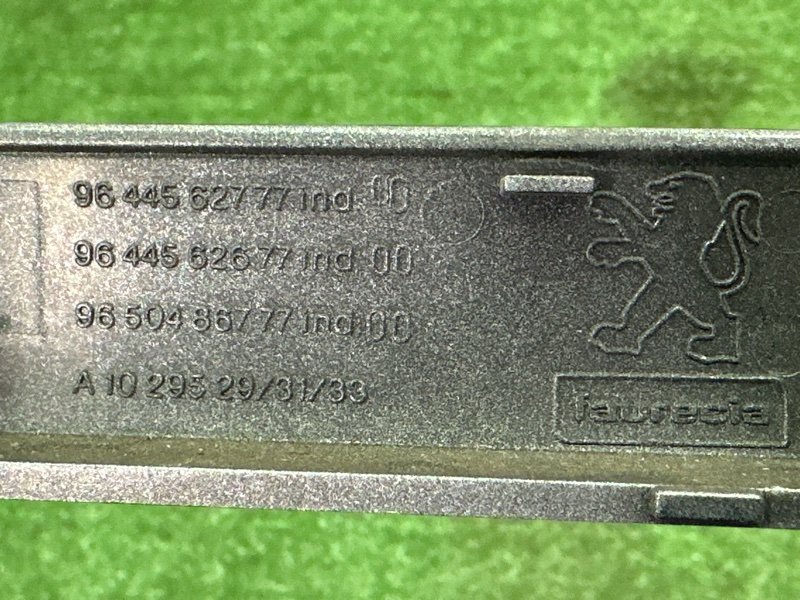 96 445 627 77 ind 00
96 445 626 77 ind 00
96 504 867 77 ind 00
A 10 295 29/31/33
faurecia